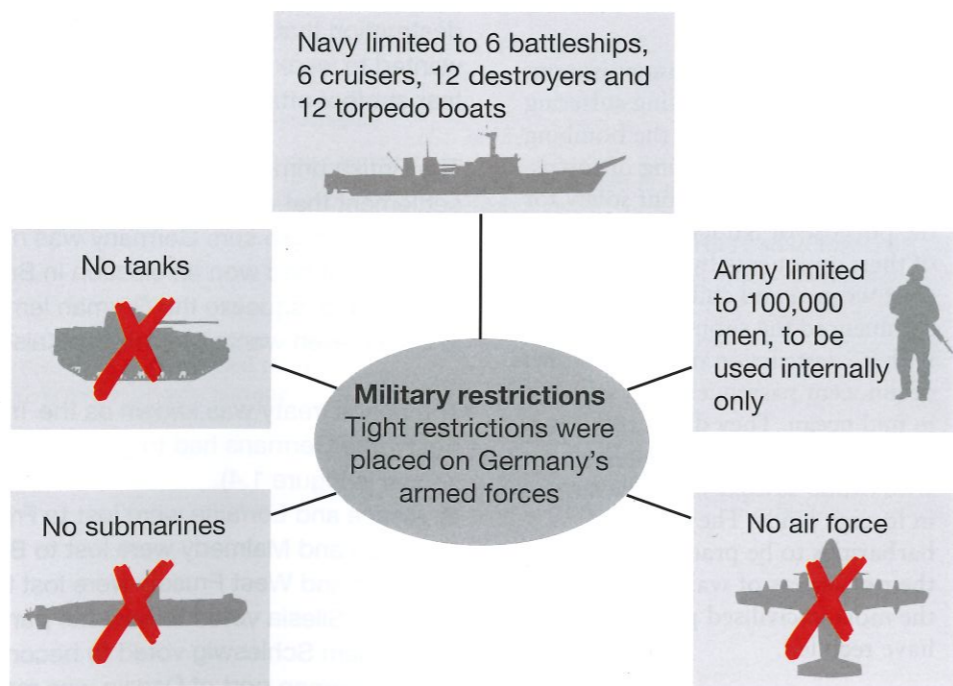 Navy limited to 6 battleships,
6 cruisers, 12 destroyers and
12 torpedo boats
No tanks
Army limited
to 100,000
men, to be
used internally
only
Military restrictions
Tight restrictions were
placed on Germany's
armed forces
No submarines
No air force